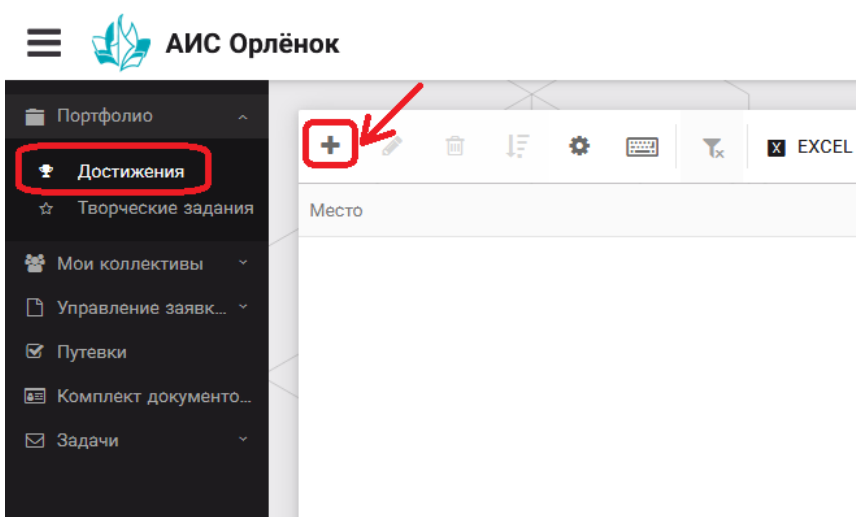 АИС Орлёнок
Портфолио
Достижения
Творческие задания
Мои коллективы
Управление заявк...
Путевки
Комплект документо...
Задачи
X EXCEL
Место